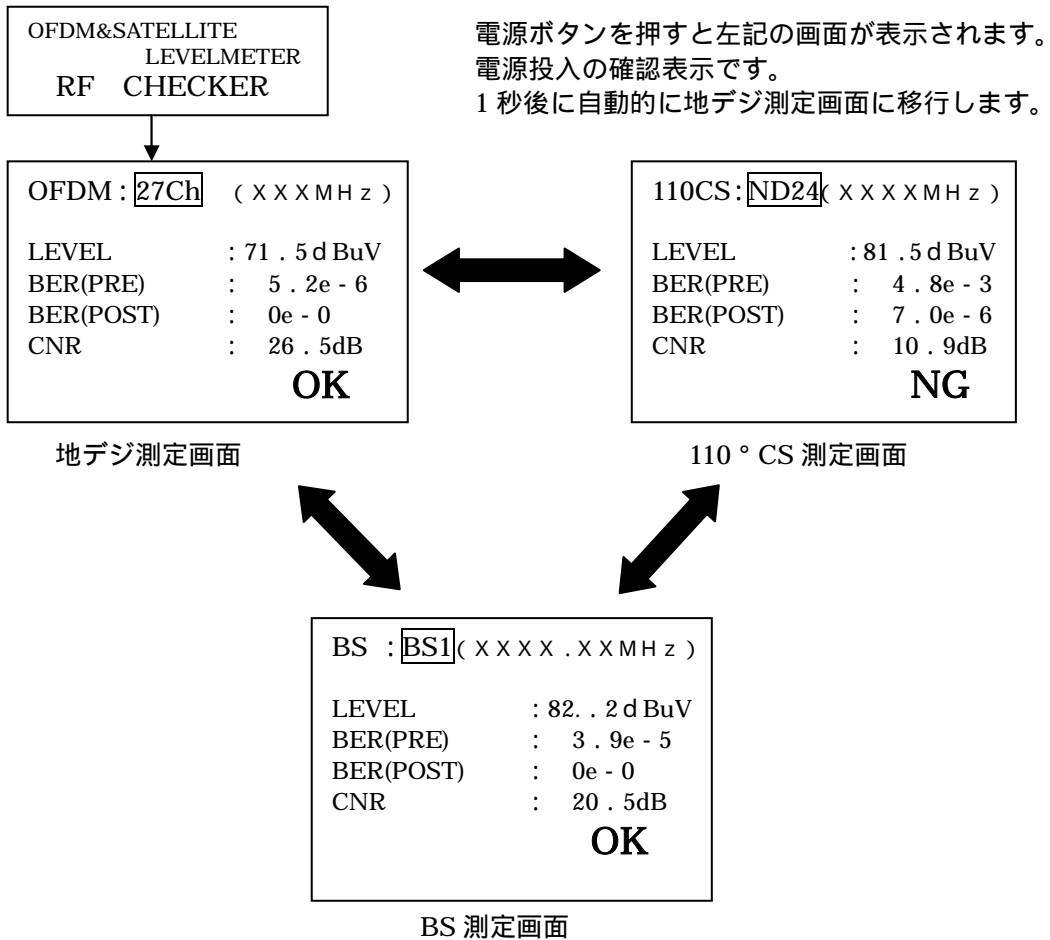 OFDM&SATELLITE
LEVELMETER
RF CHECKER
電源ボタンを押すと左記の画面が表示されます。
電源投入の確認表示です。
1 秒後に自動的に地デジ測定画面に移行します。
OFDM : 27Ch (ＸＸＸＭＨｚ)
LEVEL : 71 . 5ｄBuV
BER(PRE) : 5 . 2e - 6
BER(POST) : 0e - 0
CNR : 26 . 5dB
OK
地デジ測定画面
110CS : ND24(ＸＸＸＸＭＨｚ)
LEVEL : 81 . 5ｄBuV
BER(PRE) : 4 . 8e - 3
BER(POST) : 7 . 0e - 6
CNR : 10 . 9dB
NG
110 ° CS 測定画面
BS : BS1(ＸＸＸＸ.ＸＸＭＨｚ)
LEVEL : 82. . 2ｄBuV
BER(PRE) : 3 . 9e - 5
BER(POST) : 0e - 0
CNR : 20 . 5dB
OK
BS 測定画面